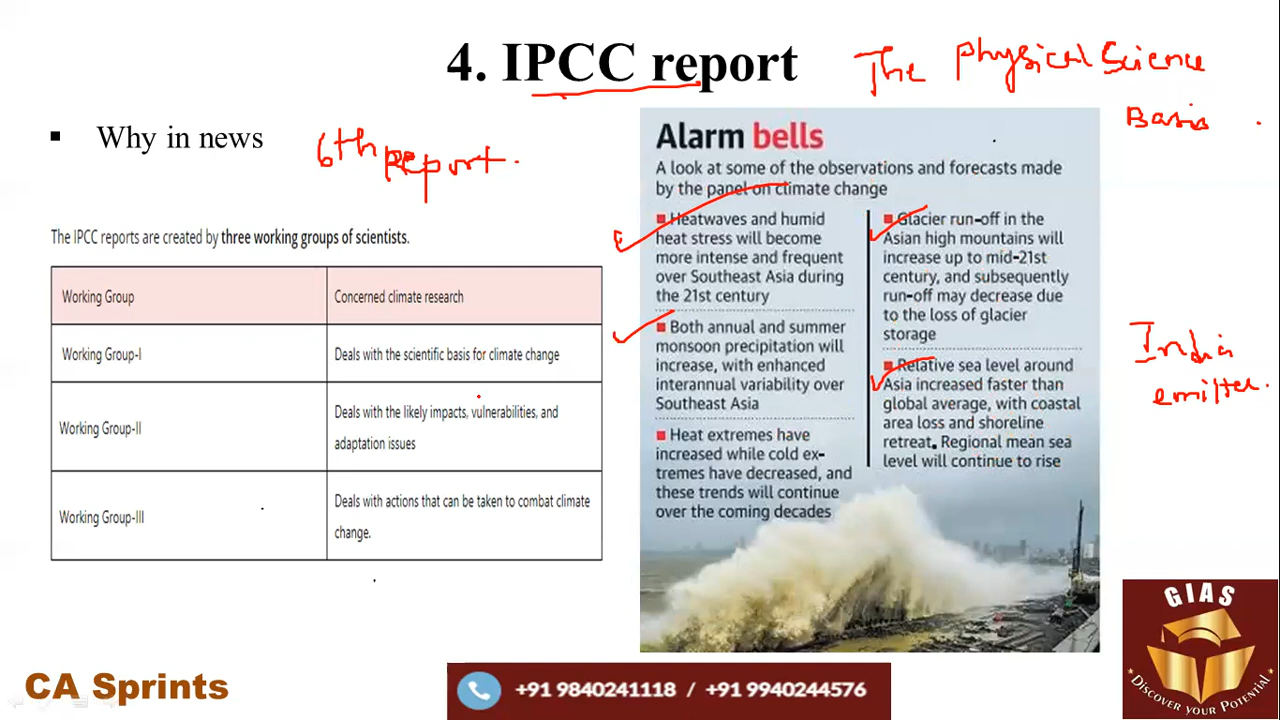 4. IPCC report
The Physical Science
Basis
▪ Why in news
6th Report.
The IPCC reports are created by three working groups of scientists.
Working Group
Concerned climate research
Working Group-I
Deals with the scientific basis for climate change
Working Group-II
Deals with the likely impacts, vulnerabilities, and
adaptation issues
Working Group-III
Deals with actions that can be taken to combat climate
change.
Alarm bells
A look at some of the observations and forecasts made
by the panel on climate change
Heatwaves and humid
heat stress will become
more intense and frequent
over Southeast Asia during
the 21st century
Both annual and summer
monsoon precipitation will
increase, with enhanced
interannual variability over
Southeast Asia
Heat extremes have
increased while cold ex-
tremes have decreased, and
these trends will continue
over the coming decades
Glacier run-off in the
Asian high mountains will
increase up to mid-21st
century, and subsequently
run-off may decrease due
to the loss of glacier
storage
Relative sea level around
Asia increased faster than
global average, with coastal
area loss and shoreline
retreat. Regional mean sea
level will continue to rise
India
emitter.
GIAS
DISCOVER YOUR POTENTIAL
CA Sprints
+91 9840241118 / +91 9940244576